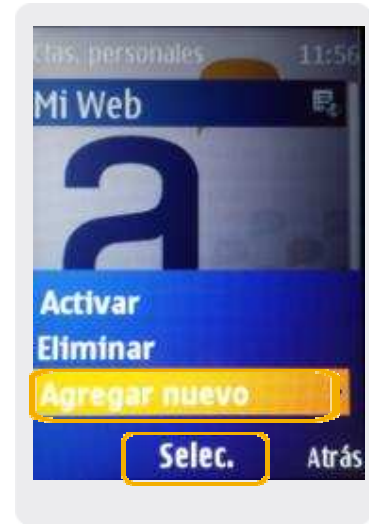 Ctas. personales 11:56
Mi Web
a
Activar
Eliminar
Agregar nuevo
Selec. Atrás